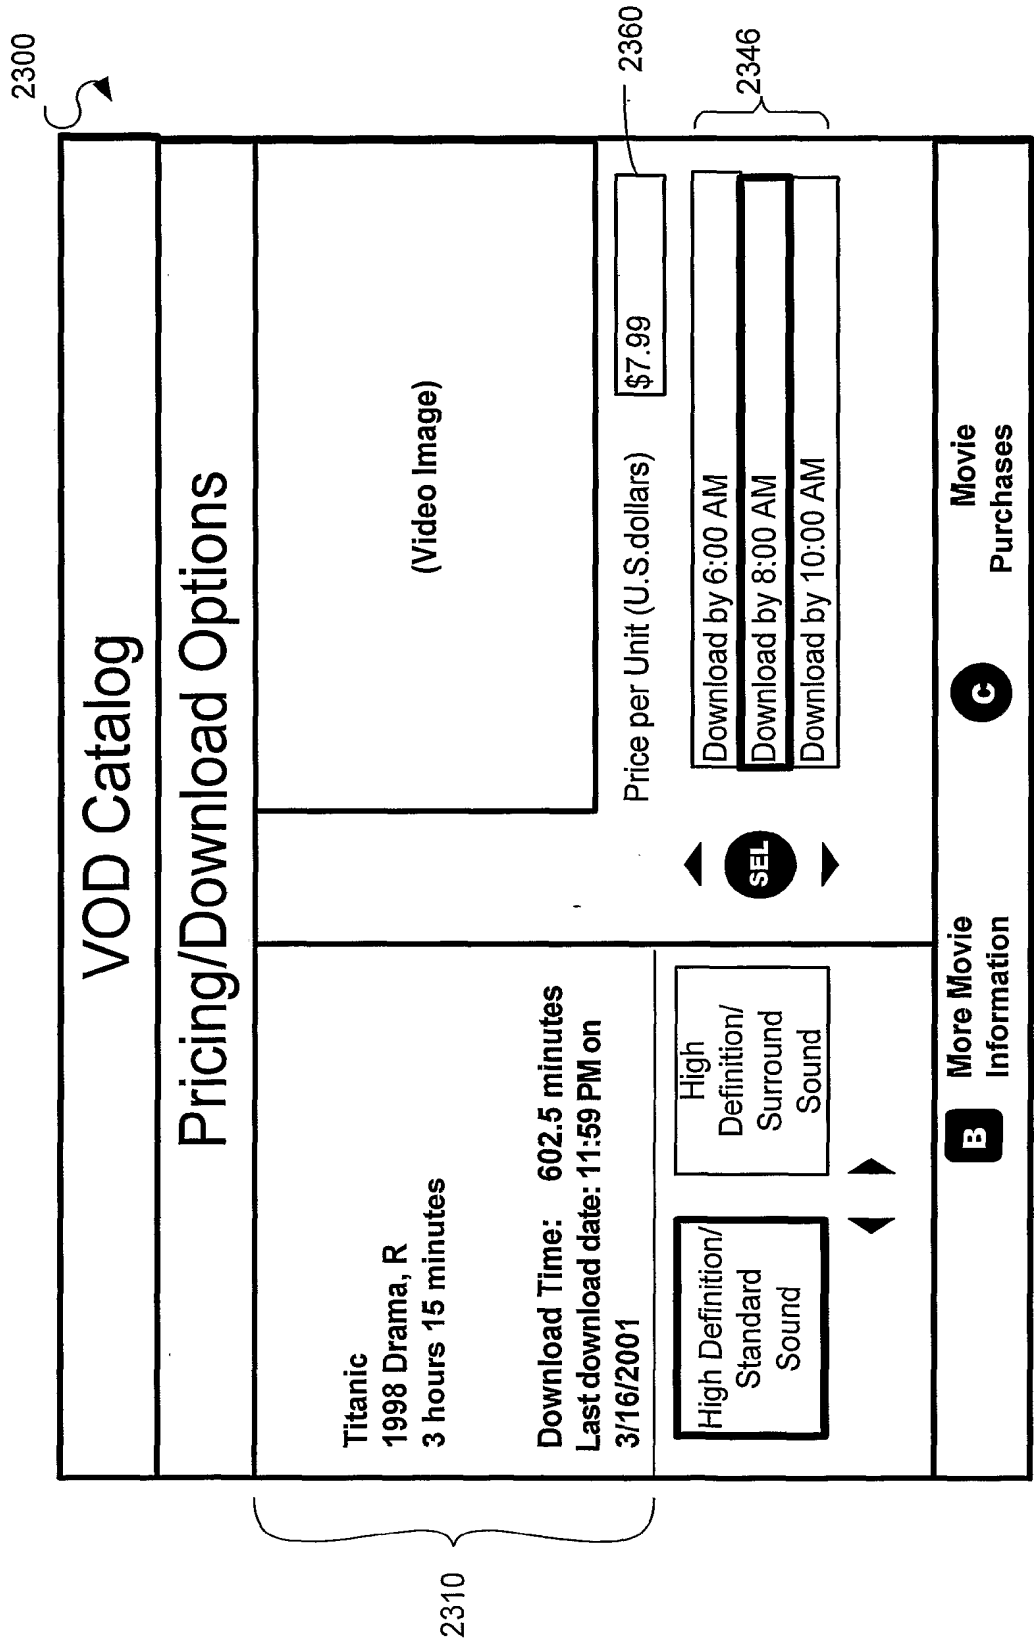 2300
VOD Catalog
Pricing/Download Options
2310
Titanic
1998 Drama, R
3 hours 15 minutes
Download Time: 602.5 minutes
Last download date: 11:59 PM on
3/16/2001
(Video Image)
Price per Unit (U.S.dollars)
$7.99
2360
High Definition/
Standard
Sound
High
Definition/
Surround
Sound
SEL
Download by 6:00 AM
Download by 8:00 AM
Download by 10:00 AM
2346
B
More Movie
Information
C
Movie
Purchases